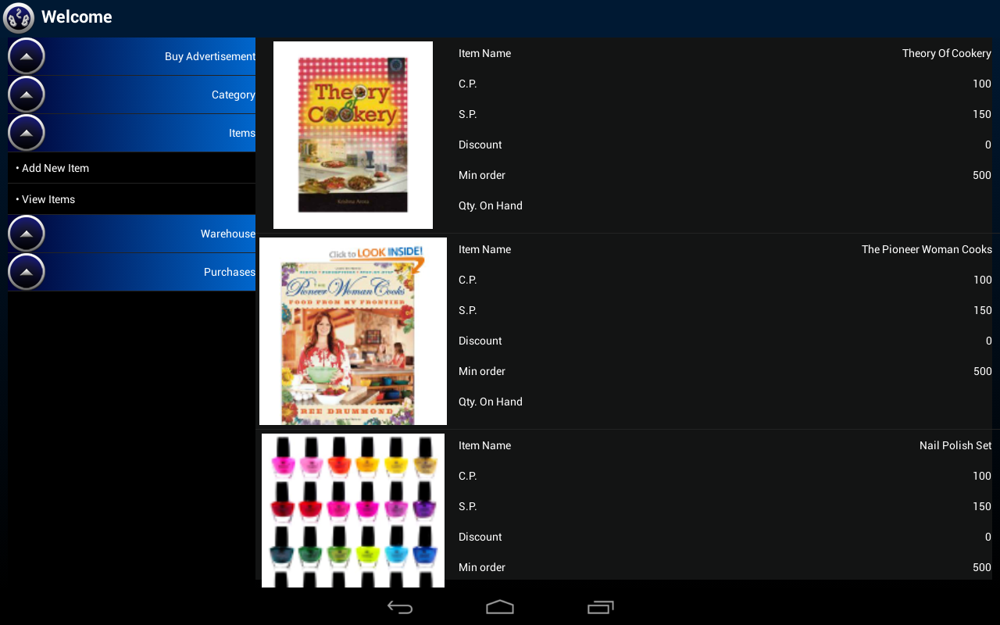 Welcome
Buy Advertisement
Category
Items
• Add New Item
• View Items
Warehouse
Purchases
Theory
of
Cookery
Krishna Arora
Item Name Theory Of Cookery
C.P. 100
S.P. 150
Discount 0
Min order 500
Qty. On Hand
Click to LOOK INSIDE!
Pioneer Woman Cooks
FOOD FROM MY FRONTIER
REE DRUMMOND
Item Name The Pioneer Woman Cooks
C.P. 100
S.P. 150
Discount 0
Min order 500
Qty. On Hand
Item Name Nail Polish Set
C.P. 100
S.P. 150
Discount 0
Min order 500